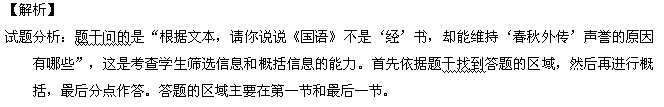 【解析】
试题分析：题干问的是“根据文本，请你说说《国语》不是‘经’书，却能维持‘春秋外传’声誉的原因
有哪些”，这是考查学生筛选信息和概括信息的能力。首先依据题干找到答题的区域，然后再进行概
括，最后分点作答。答题的区域主要在第一节和最后一节。